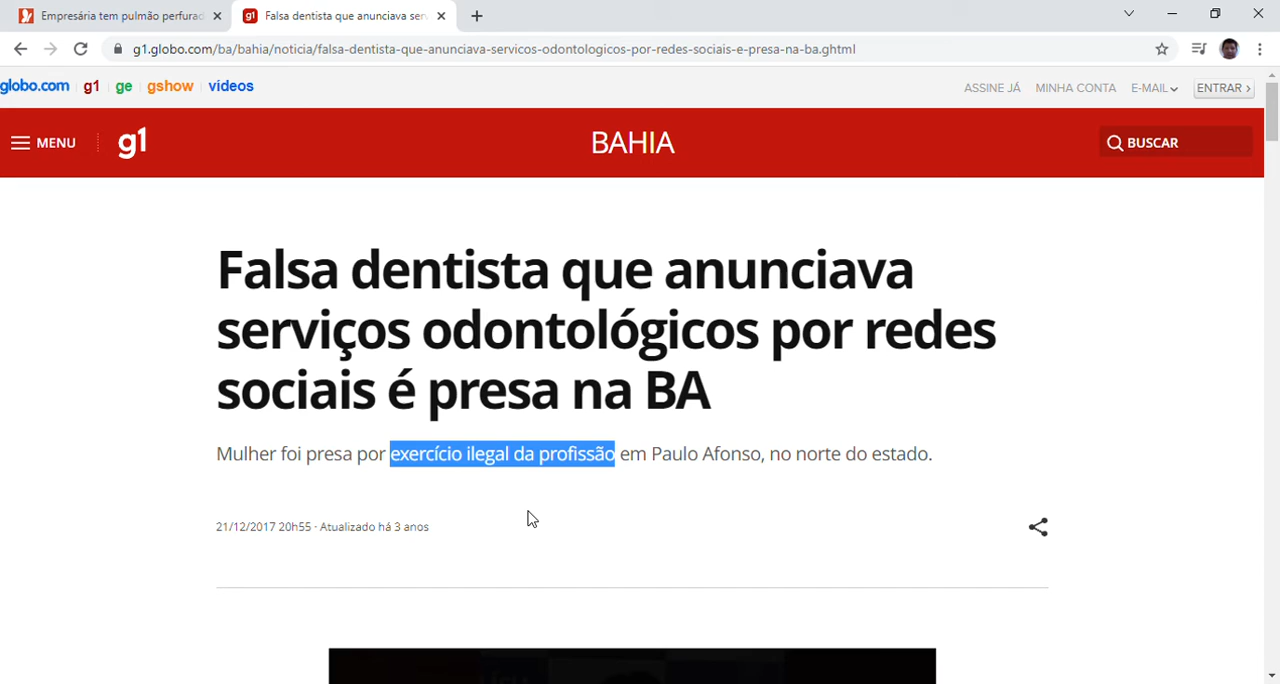 Empresária tem pulmão perfurad
Falsa dentista que anunciava ser
g1.globo.com/ba/bahia/noticia/falsa-dentista-que-anunciava-servicos-odontologicos-por-redes-sociais-e-presa-na-ba.ghtml
globo.com g1 ge gshow videos ASSINE JÁ MINHA CONTA E-MAIL ENTRAR
MENU g1 BAHIA BUSCAR
Falsa dentista que anunciava
serviços odontológicos por redes
sociais é presa na BA
Mulher foi presa por exercício ilegal da profissão em Paulo Afonso, no norte do estado.
21/12/2017 20h55 · Atualizado há 3 anos